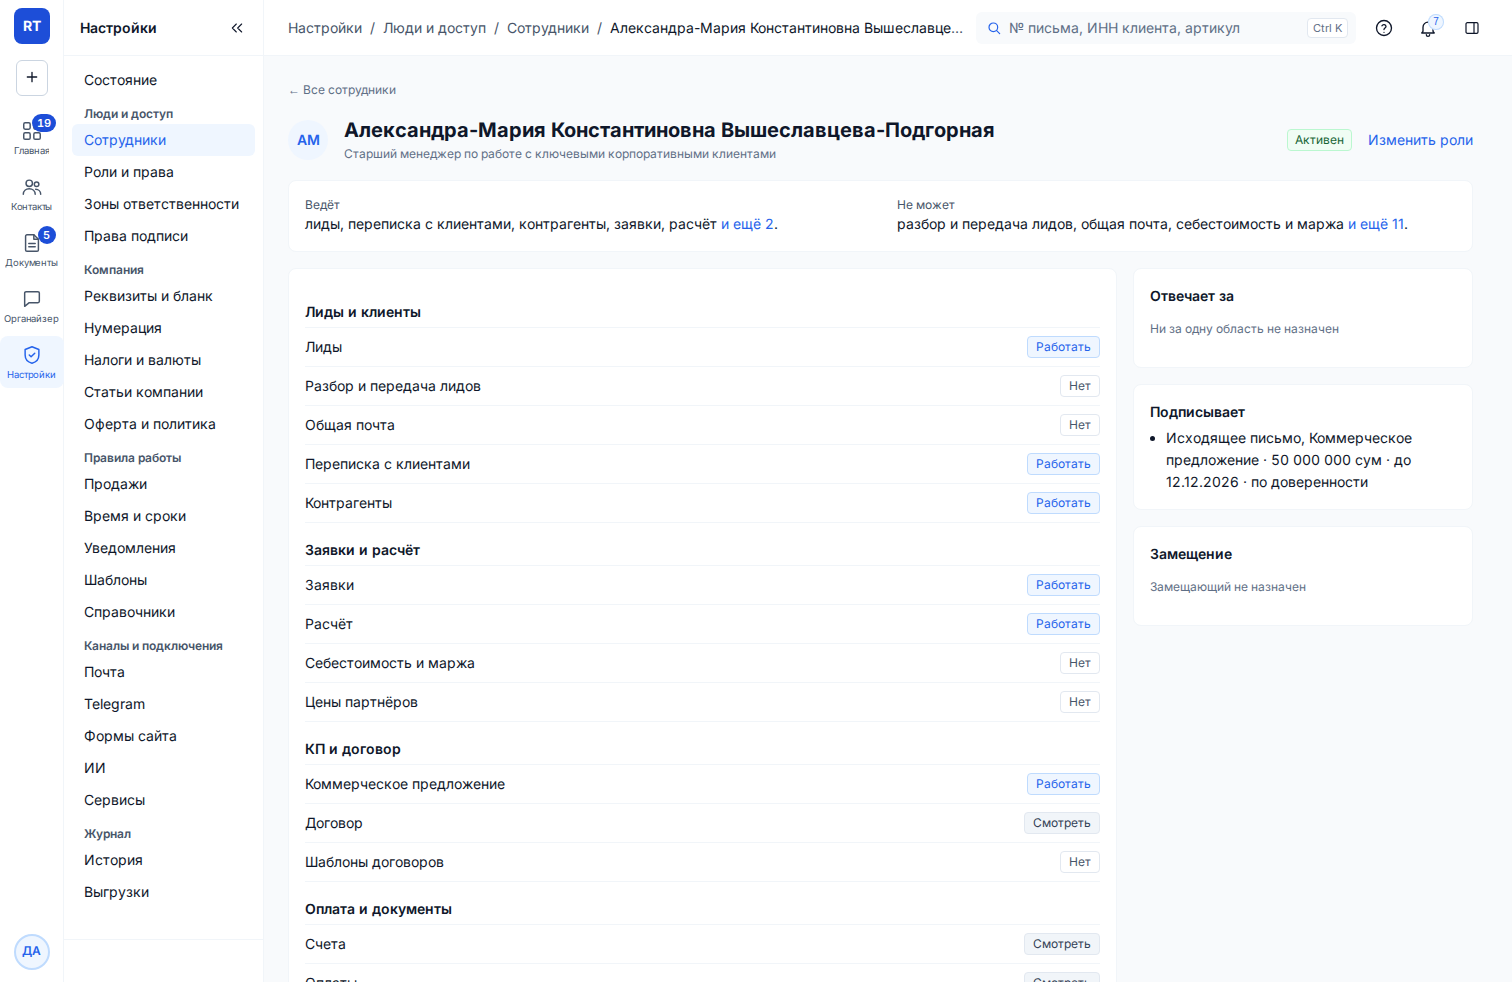 RT
19
Главная
Контакты
5
Документы
Органайзер
Настройки
ДА
Настройки
Состояние
Люди и доступ
Сотрудники
Роли и права
Зоны ответственности
Права подписи
Компания
Реквизиты и бланк
Нумерация
Налоги и валюты
Статьи компании
Оферта и политика
Правила работы
Продажи
Время и сроки
Уведомления
Шаблоны
Справочники
Каналы и подключения
Почта
Telegram
Формы сайта
ИИ
Сервисы
Журнал
История
Выгрузки
Настройки / Люди и доступ / Сотрудники / Александра-Мария Константиновна Вышеславце...
№ письма, ИНН клиента, артикул
Ctrl K
7
← Все сотрудники
АМ
Александра-Мария Константиновна Вышеславцева-Подгорная
Старший менеджер по работе с ключевыми корпоративными клиентами
Активен
Изменить роли
Ведёт
лиды, переписка с клиентами, контрагенты, заявки, расчёт и ещё 2.
Не может
разбор и передача лидов, общая почта, себестоимость и маржа и ещё 11.
Лиды и клиенты
Лиды Работать
Разбор и передача лидов Нет
Общая почта Нет
Переписка с клиентами Работать
Контрагенты Работать
Заявки и расчёт
Заявки Работать
Расчёт Работать
Себестоимость и маржа Нет
Цены партнёров Нет
КП и договор
Коммерческое предложение Работать
Договор Смотреть
Шаблоны договоров Нет
Оплата и документы
Счета Смотреть
Оплаты Смотреть
Отвечает за
Ни за одну область не назначен
Подписывает
• Исходящее письмо, Коммерческое
предложение · 50 000 000 сум · до
12.12.2026 · по доверенности
Замещение
Замещающий не назначен